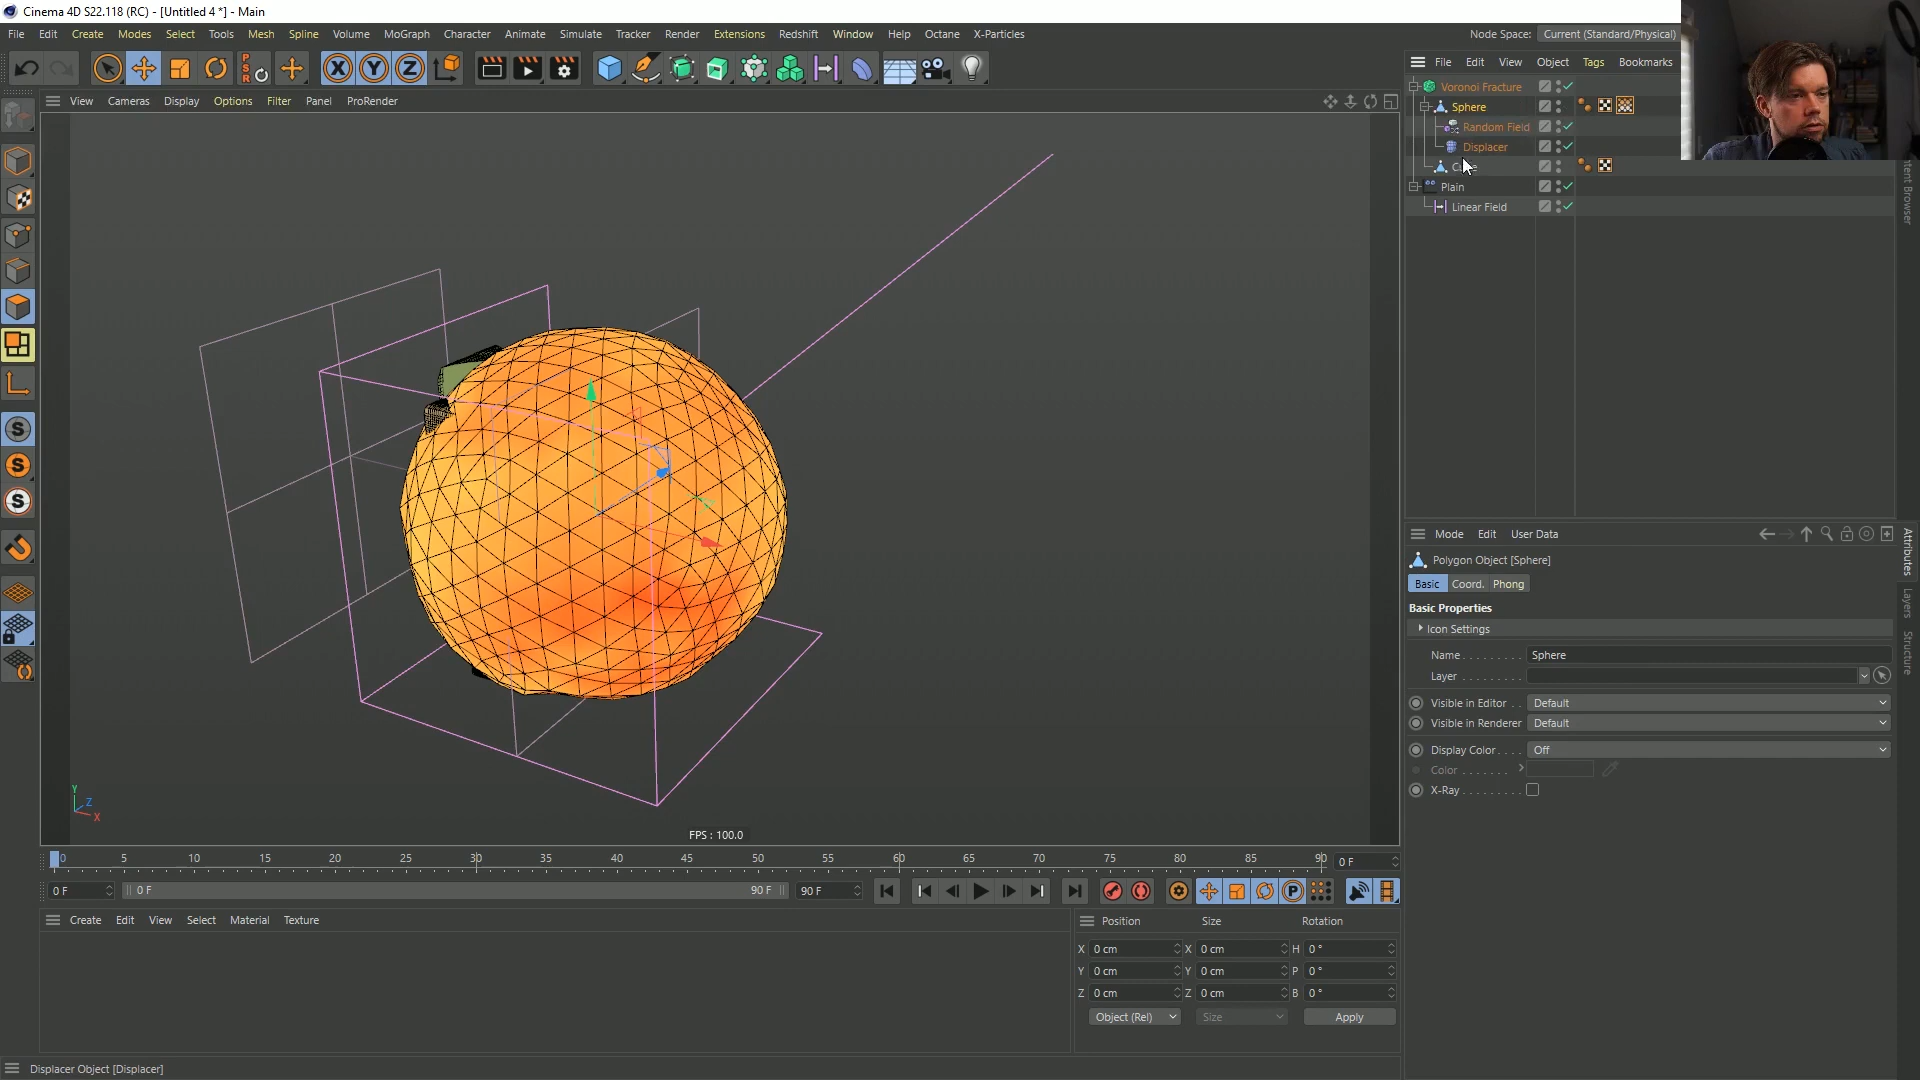 Cinema 4D S22.118 (RC) - [Untitled 4 *] - Main
File Edit Create Modes Select Tools Mesh Spline Volume MoGraph Character Animate Simulate Tracker Render Extensions Redshift Window Help Octane X-Particles
Node Space: Current (Standard/Physical)
PSR
X Y Z
View Cameras Display Options Filter Panel ProRender
File Edit View Object Tags Bookmarks
Voronoi Fracture
Sphere
Random Field
Displacer
Plain
Linear Field
S
S
S
Y
Z
X
FPS : 100.0
Mode Edit User Data
Polygon Object [Sphere]
Basic Coord. Phong
Basic Properties
Icon Settings
Name Sphere
Layer
Visible in Editor Default
Visible in Renderer Default
Display Color Off
Color
X-Ray
Attributes
Layers
Structure
0 5 10 15 20 25 30 35 40 45 50 55 60 65 70 75 80 85 90 0 F
0 F 0 F 90 F 90 F P
Create Edit View Select Material Texture
Position Size Rotation
X 0 cm X 0 cm H 0 °
Y 0 cm Y 0 cm P 0 °
Z 0 cm Z 0 cm B 0 °
Object (Rel) Size Apply
Displacer Object [Displacer]